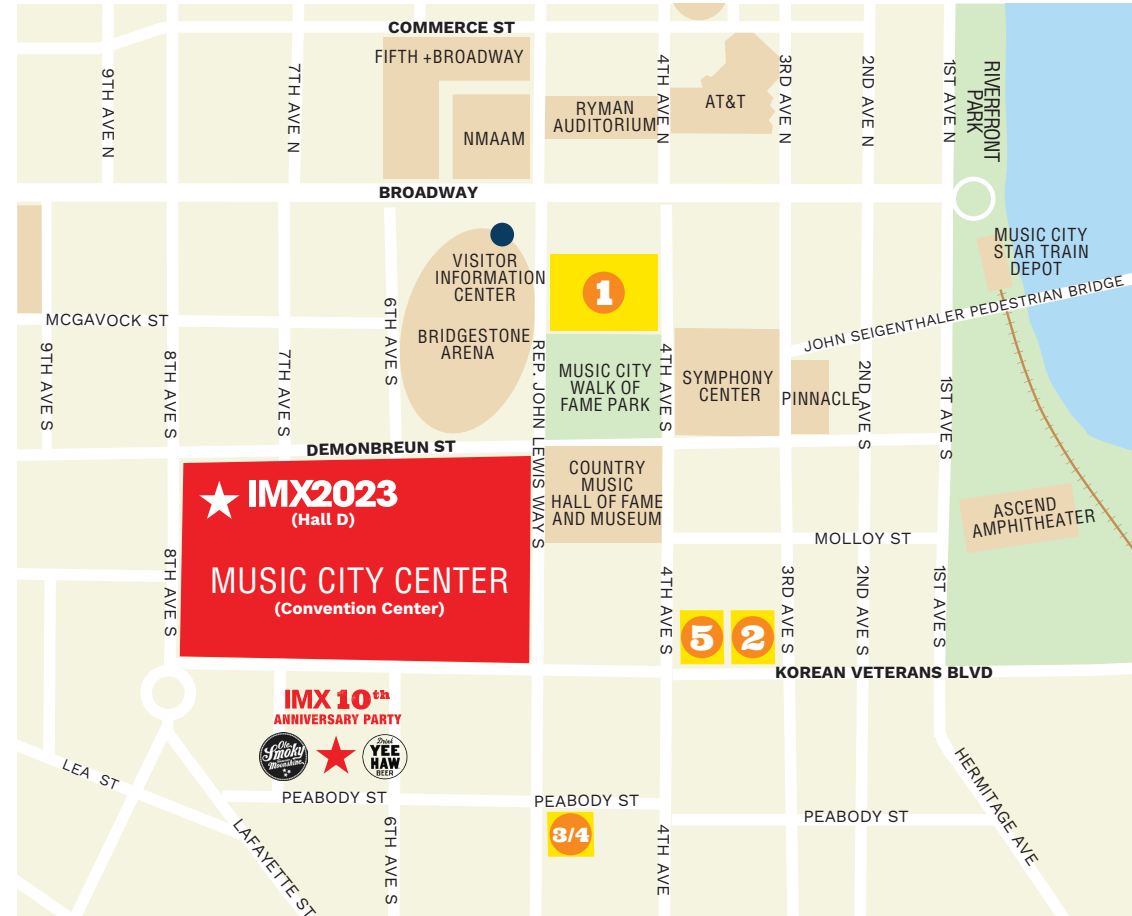 COMMERCE ST
FIFTH +BROADWAY
9TH AVE N
7TH AVE N
4TH AVE N
3RD AVE N
2ND AVE N
1ST AVE N
RIVERFRONT
PARK
NMAAM
RYMAN
AUDITORIUM
AT&T
BROADWAY
VISITOR
INFORMATION
CENTER
1
MUSIC CITY
STAR TRAIN
DEPOT
JOHN SEIGENTHALER PEDESTRIAN BRIDGE
MCGAVOCK ST
6TH AVE S
BRIDGESTONE
ARENA
9TH AVE S
8TH AVE S
7TH AVE S
REP. JOHN LEWIS WAY S
MUSIC CITY
WALK OF
FAME PARK
4TH AVE S
SYMPHONY
CENTER
PINNACLE
2ND AVE S
1ST AVE S
DEMONBREUN ST
IMX2023
(Hall D)
COUNTRY
MUSIC
HALL OF FAME
AND MUSEUM
ASCEND
AMPHITHEATER
MOLLOY ST
8TH AVE S
MUSIC CITY CENTER
(Convention Center)
4TH AVE S
3RD AVE S
2ND AVE S
1ST AVE S
5
2
KOREAN VETERANS BLVD
IMX 10th
ANNIVERSARY PARTY
Ole
Smoky
Moonshine
Drink
YEE
HAW
BEER
LEA ST
PEABODY ST
PEABODY ST
PEABODY ST
HERMITAGE AVE
LAFAYETTE ST
6TH AVE S
3/4
4TH AVE